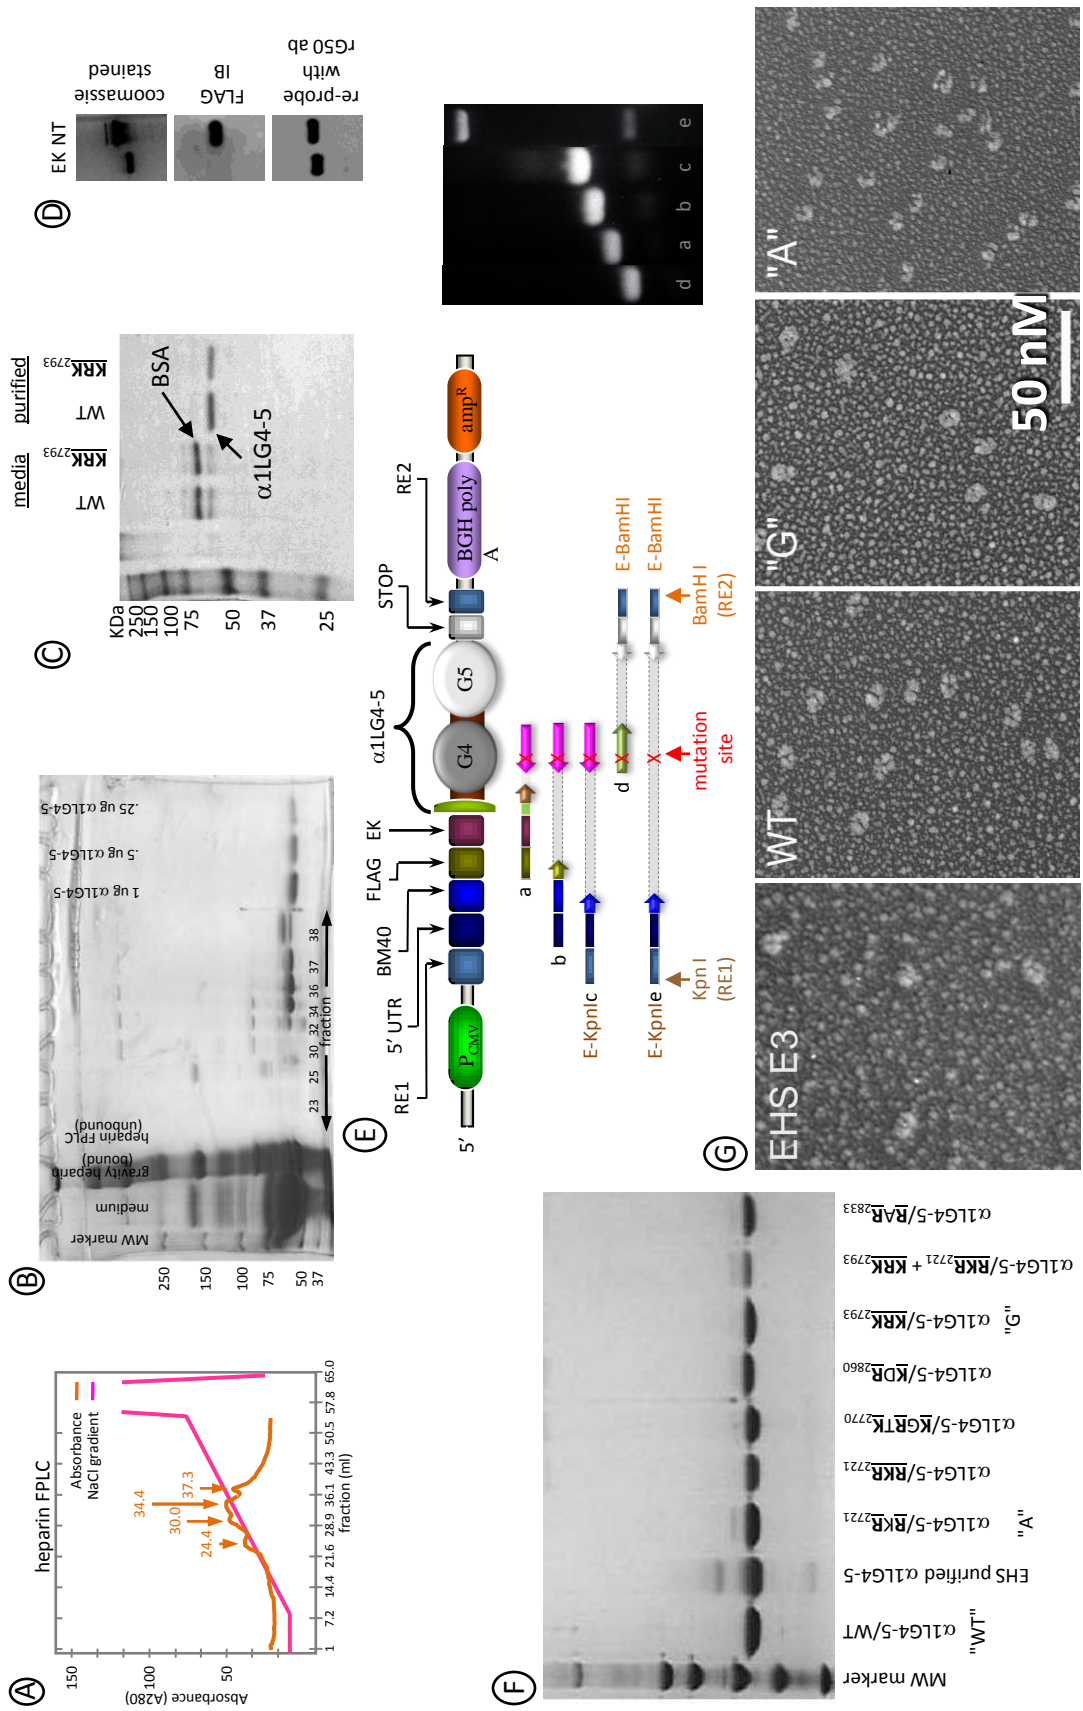 A
heparin FPLC
Absorbance
NaCl gradient
Absorbance (A280)
150
100
50
24.4
30.0
34.4
37.3
1
7.2
14.4
21.6
28.9
36.1
43.3
50.5
57.8
65.0
fraction (ml)
B
MW marker
medium
gravity heparin
(bound)
heparin FPLC
(unbound)
1 ug α1LG4-5
.5 ug α1LG4-5
.25 ug α1LG4-5
250
150
100
75
50
37
23
25
30
32
34
36
37
38
fraction
C
media
purified
WT
KRK2793
WT
KRK2793
KDa
250
150
100
75
50
37
25
BSA
α1LG4-5
D
EK NT
coomassie
stained
FLAG
IB
re-probe
with
rG50 ab
E
5'
RE1
5' UTR
BM40
FLAG
EK
α1LG4-5
STOP
RE2
PCMV
G4
G5
BGH poly
A
ampR
a
b
E-KpnIc
E-KpnIe
d
E-BamHI
E-BamHI
Kpn I
(RE1)
mutation
site
BamH I
(RE2)
d
a
b
c
e
F
MW marker
α1LG4-5/WT
"WT"
EHS purified α1LG4-5
α1LG4-5/RKR2721
"A"
α1LG4-5/RKR2721
α1LG4-5/KGRTK2770
α1LG4-5/KDR2860
α1LG4-5/KRK2793
"G"
α1LG4-5/RKR2721 + KRK2793
α1LG4-5/RAR2833
G
EHS E3
WT
"G"
"A"
50 nM